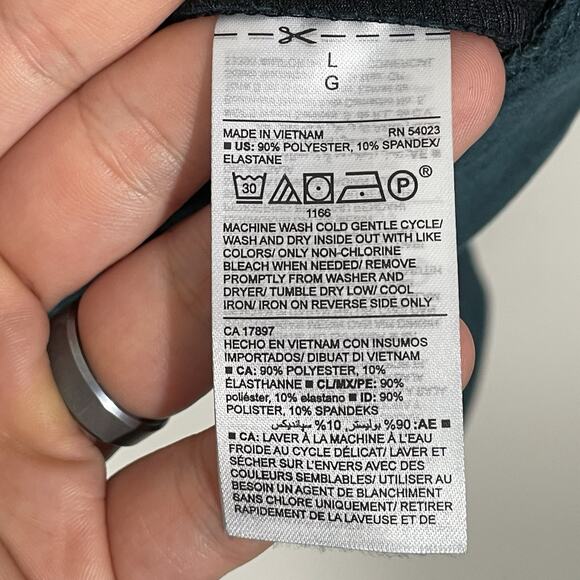 L
G
MADE IN VIETNAM RN 54023
■ US: 90% POLYESTER, 10% SPANDEX/
ELASTANE
30 P ®
1166
MACHINE WASH COLD GENTLE CYCLE/
WASH AND DRY INSIDE OUT WITH LIKE
COLORS/ ONLY NON-CHLORINE
BLEACH WHEN NEEDED/ REMOVE
PROMPTLY FROM WASHER AND
DRYER/ TUMBLE DRY LOW/ COOL
IRON/ IRON ON REVERSE SIDE ONLY
CA 17897
HECHO EN VIETNAM CON INSUMOS
IMPORTADOS/ DIBUAT DI VIETNAM
■ CA: 90% POLYESTER, 10%
ÉLASTHANNE ■ CL/MX/PE: 90%
poliéster, 10% elastano ■ ID: 90%
POLISTER, 10% SPANDEKS
■ AE: 90% بوليستر, 10% سباندیکس
■ CA: LAVER À LA MACHINE À L'EAU
FROIDE AU CYCLE DÉLICAT/ LAVER ET
SÉCHER SUR L'ENVERS AVEC DES
COULEURS SEMBLABLES/ UTILISER AU
BESOIN UN AGENT DE BLANCHIMENT
SANS CHLORE UNIQUEMENT/ RETIRER
RAPIDEMENT DE LA LAVEUSE ET DE